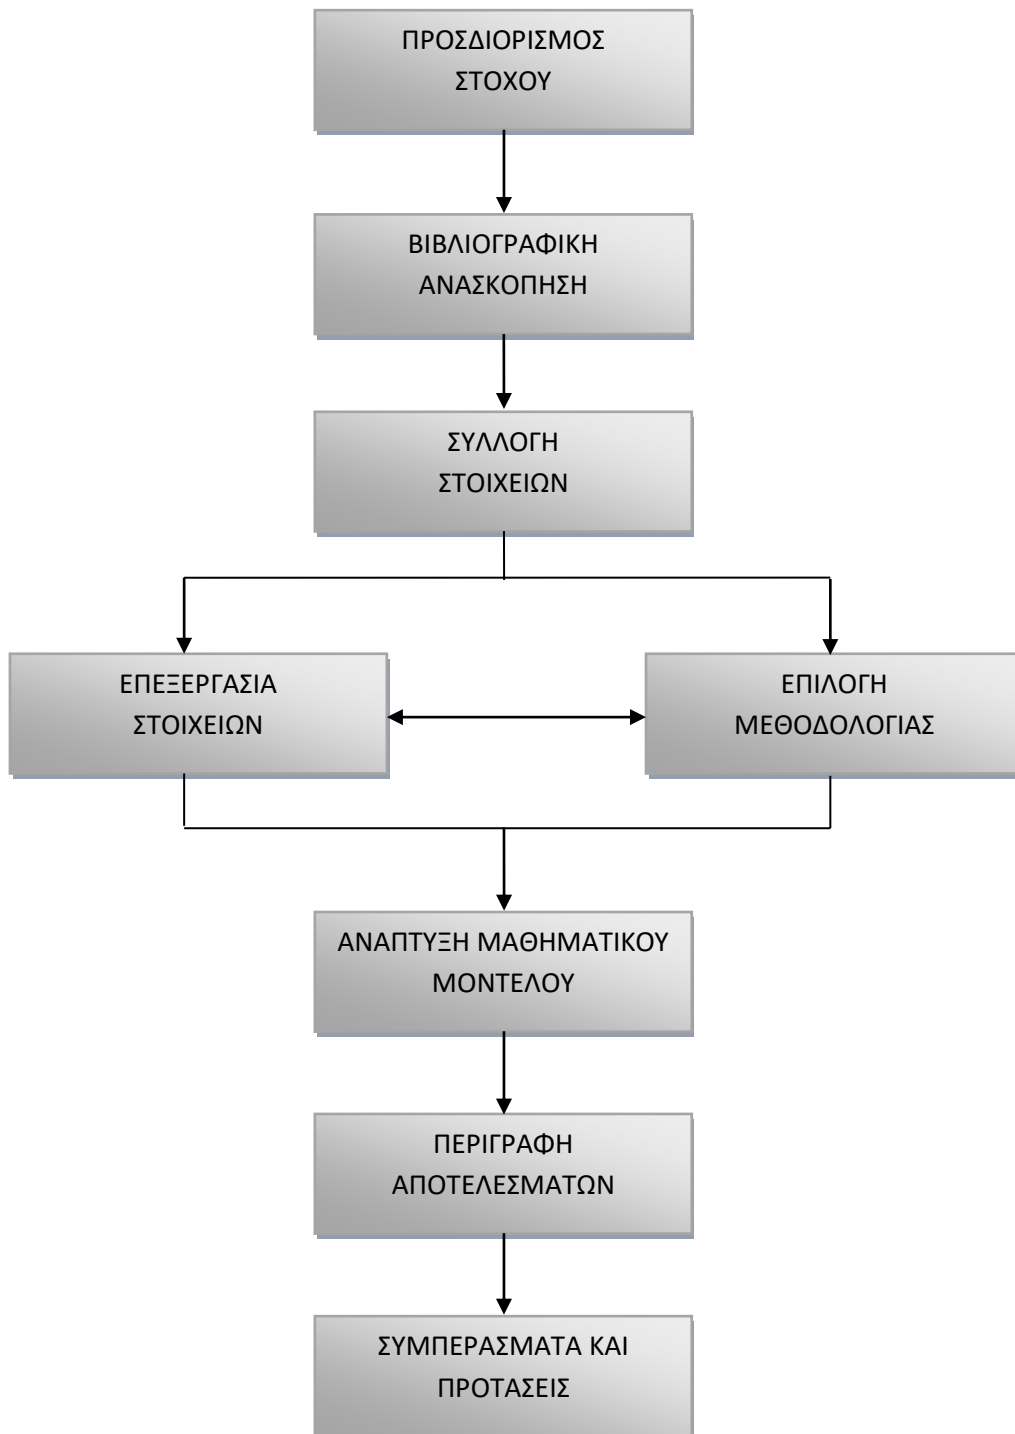 ΠΡΟΣΔΙΟΡΙΣΜΟΣ
ΣΤΟΧΟΥ
ΒΙΒΛΙΟΓΡΑΦΙΚΗ
ΑΝΑΣΚΟΠΗΣΗ
ΣΥΛΛΟΓΗ
ΣΤΟΙΧΕΙΩΝ
ΕΠΕΞΕΡΓΑΣΙΑ
ΣΤΟΙΧΕΙΩΝ
ΕΠΙΛΟΓΗ
ΜΕΘΟΔΟΛΟΓΙΑΣ
ΑΝΑΠΤΥΞΗ ΜΑΘΗΜΑΤΙΚΟΥ
ΜΟΝΤΕΛΟΥ
ΠΕΡΙΓΡΑΦΗ
ΑΠΟΤΕΛΕΣΜΑΤΩΝ
ΣΥΜΠΕΡΑΣΜΑΤΑ ΚΑΙ
ΠΡΟΤΑΣΕΙΣ